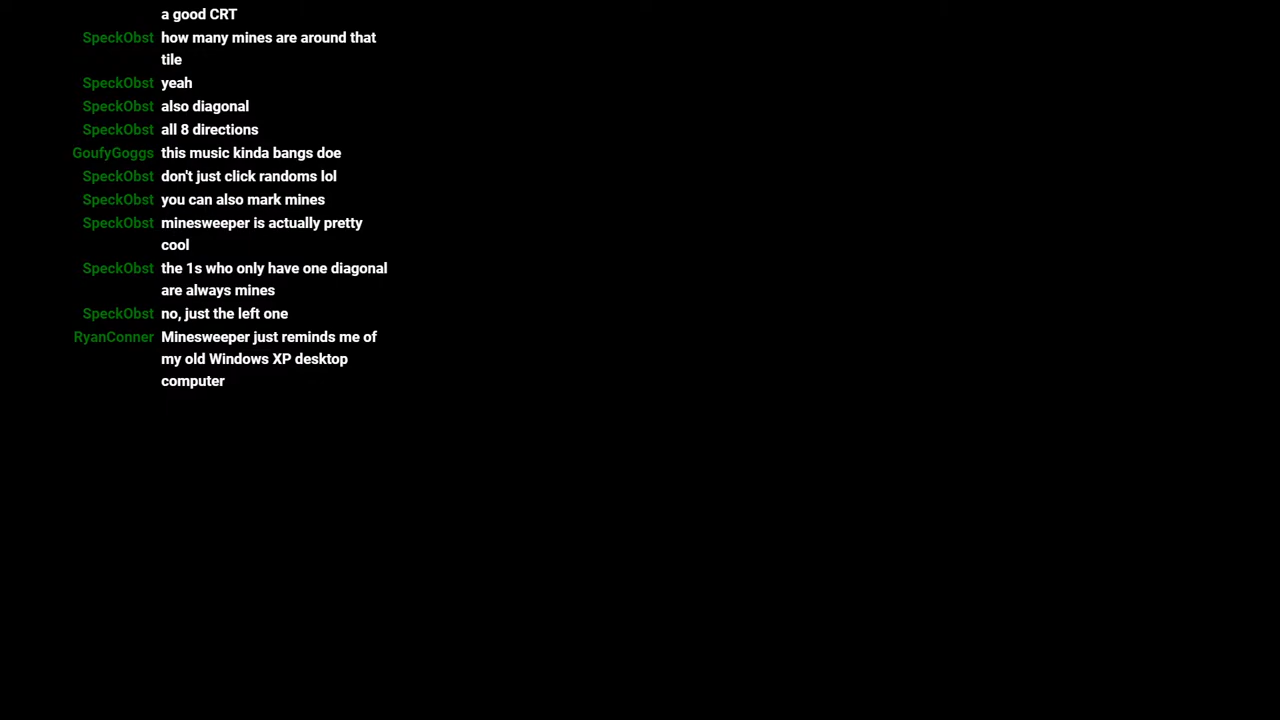 a good CRT
SpeckObst how many mines are around that
tile
SpeckObst yeah
SpeckObst also diagonal
SpeckObst all 8 directions
GoufyGoggs this music kinda bangs doe
SpeckObst don't just click randoms lol
SpeckObst you can also mark mines
SpeckObst minesweeper is actually pretty
cool
SpeckObst the 1s who only have one diagonal
are always mines
SpeckObst no, just the left one
RyanConner Minesweeper just reminds me of
my old Windows XP desktop
computer